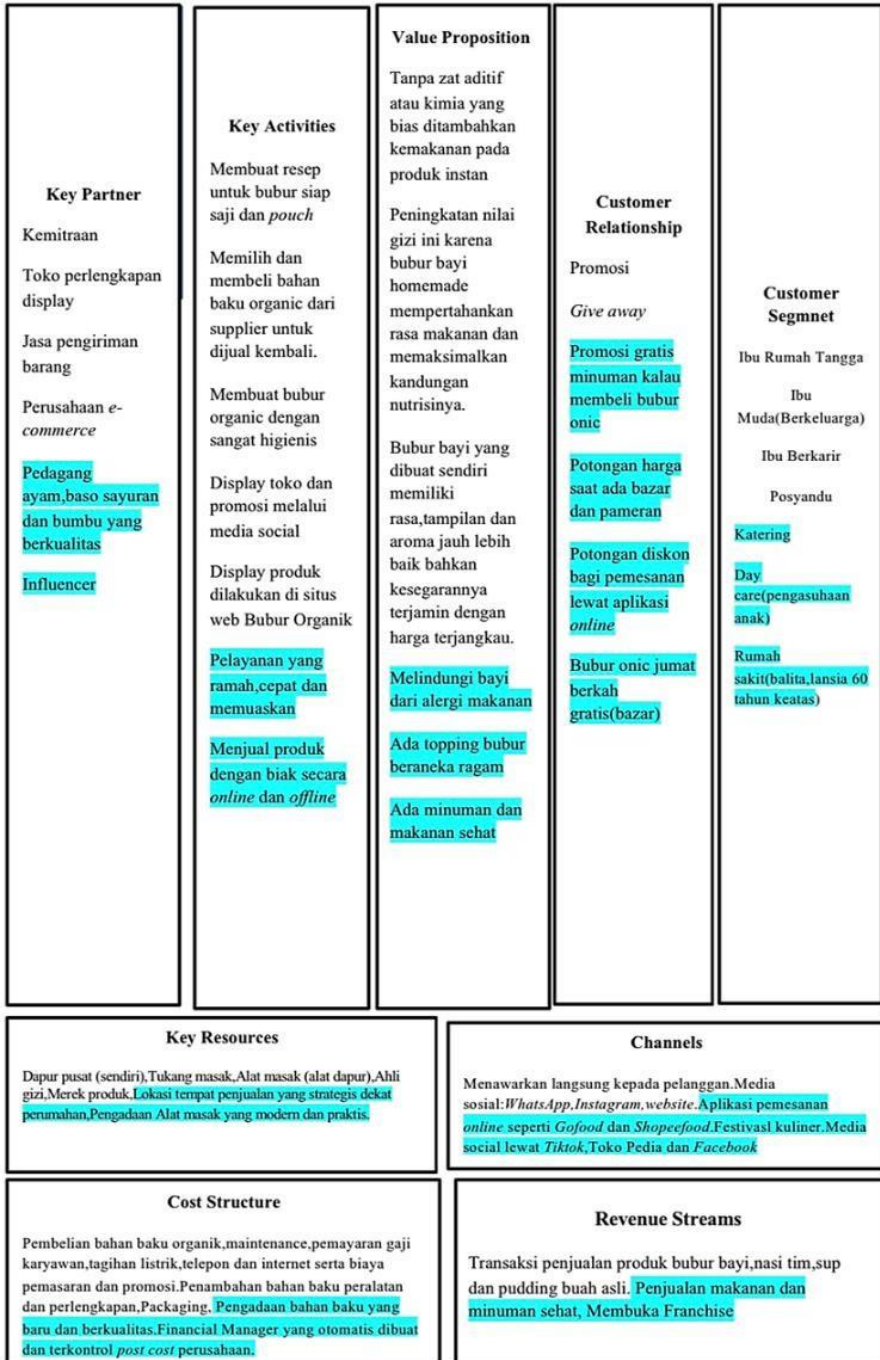 Key Partner
Kemitraan
Toko perlengkapan
display
Jasa pengiriman
barang
Perusahaan e-
commerce
Pedagang
ayam,baso sayuran
dan bumbu yang
berkualitas
Influencer
Key Activities
Membuat resep
untuk bubur siap
saji dan pouch
Memilih dan
membeli bahan
baku organic dari
supplier untuk
dijual kembali.
Membuat bubur
organic dengan
sangat higienis
Display toko dan
promosi melalui
media social
Display produk
dilakukan di situs
web Bubur Organik
Pelayanan yang
ramah,cepat dan
memuaskan
Menjual produk
dengan biak secara
online dan offline
Value Proposition
Tanpa zat aditif
atau kimia yang
bias ditambahkan
kemakanan pada
produk instan
Peningkatan nilai
gizi ini karena
bubur bayi
homemade
mempertahankan
rasa makanan dan
memaksimalkan
kandungan
nutrisinya.
Bubur bayi yang
dibuat sendiri
memiliki
rasa,tampilan dan
aroma jauh lebih
baik bahkan
kesegarannya
terjamin dengan
harga terjangkau.
Melindungi bayi
dari alergi makanan
Ada topping bubur
beraneka ragam
Ada minuman dan
makanan sehat
Customer
Relationship
Promosi
Give away
Promosi gratis
minuman kalau
membeli bubur
onic
Potongan harga
saat ada bazar
dan pameran
Potongan diskon
bagi pemesanan
lewat aplikasi
online
Bubur onic jumat
berkah
gratis(bazar)
Customer
Segmnet
Ibu Rumah Tangga
Ibu
Muda(Berkeluarga)
Ibu Berkarir
Posyandu
Katering
Day
care(pengasuhaan
anak)
Rumah
sakit(balita,lansia 60
tahun keatas)
Key Resources
Dapur pusat (sendiri),Tukang masak,Alat masak (alat dapur),Ahli
gizi,Merek produk,Lokasi tempat penjualan yang strategis dekat
perumahan,Pengadaan Alat masak yang modern dan praktis.
Channels
Menawarkan langsung kepada pelanggan.Media
sosial:WhatsApp,Instagram,website.Aplikasi pemesanan
online seperti Gofood dan Shopeefood.Festivasl kuliner.Media
social lewat Tiktok,Toko Pedia dan Facebook
Cost Structure
Pembelian bahan baku organik,maintenance,pemayaran gaji
karyawan,tagihan listrik,telepon dan internet serta biaya
pemasaran dan promosi.Penambahan bahan baku peralatan
dan perlengkapan,Packaging, Pengadaan bahan baku yang
baru dan berkualitas.Financial Manager yang otomatis dibuat
dan terkontrol post cost perusahaan.
Revenue Streams
Transaksi penjualan produk bubur bayi,nasi tim,sup
dan pudding buah asli. Penjualan makanan dan
minuman sehat, Membuka Franchise